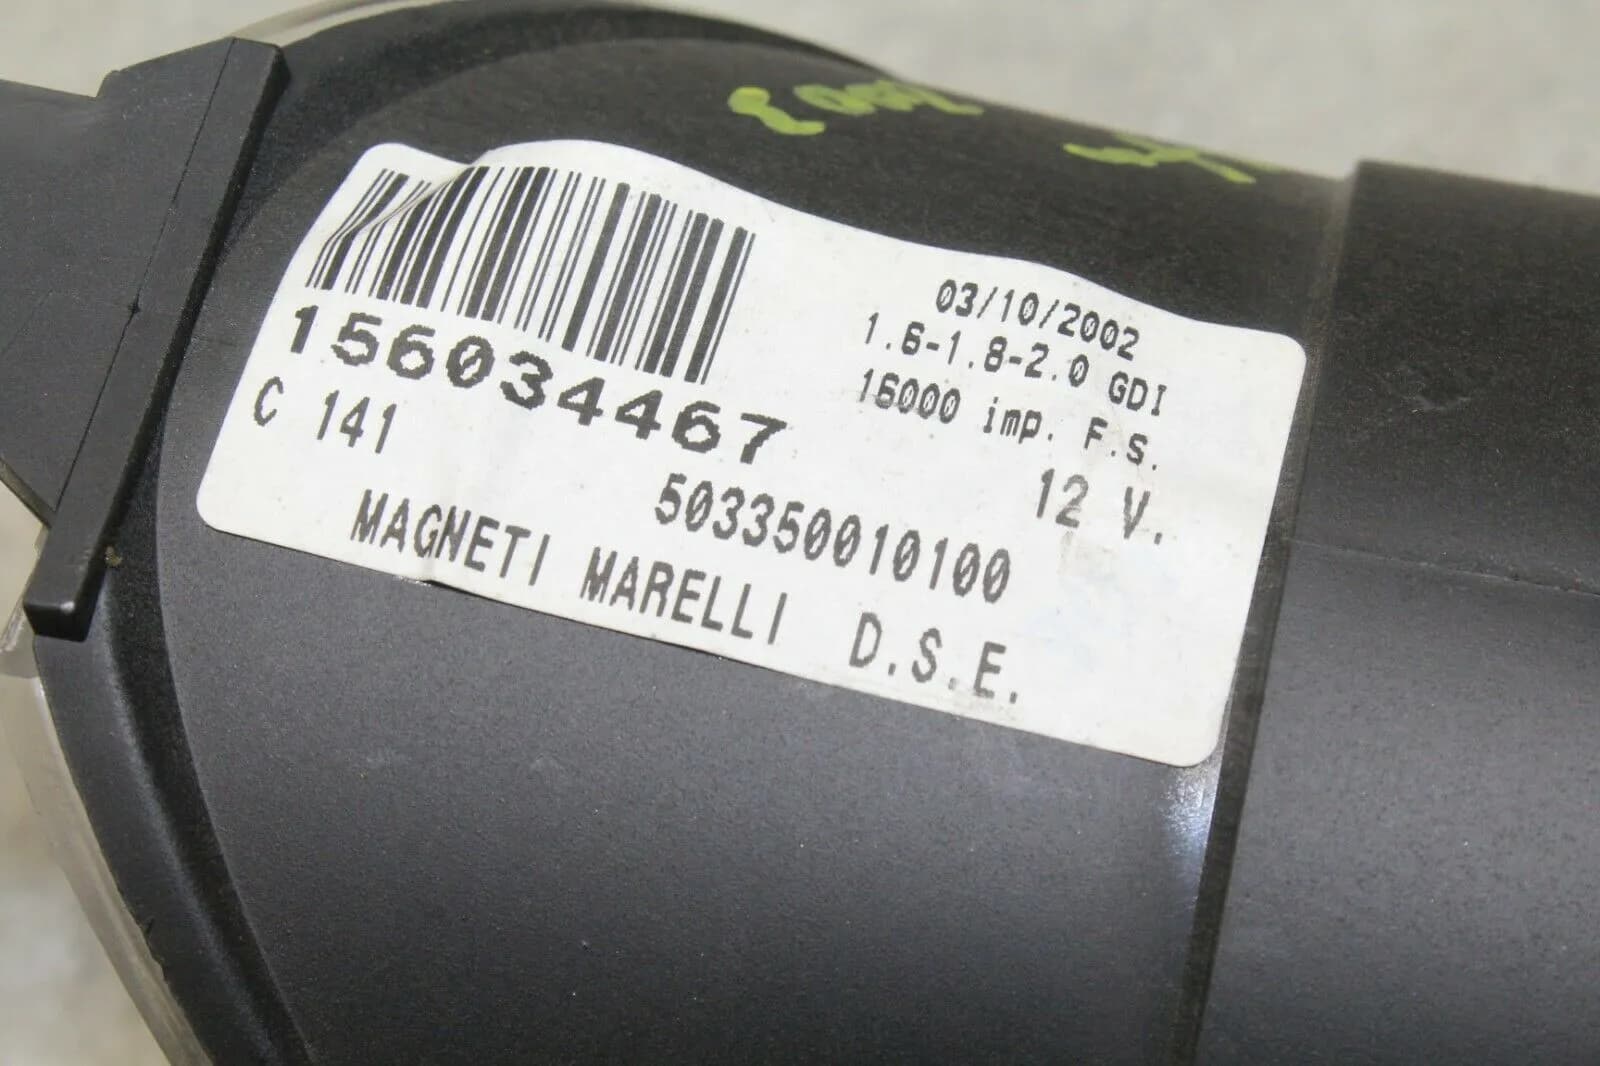 03/10/2002
1.6-1.8-2.0 GDI
16000 imp. F.S.
12 V.
156034467
C 141
503350010100
MAGNETI MARELLI D.S.E.